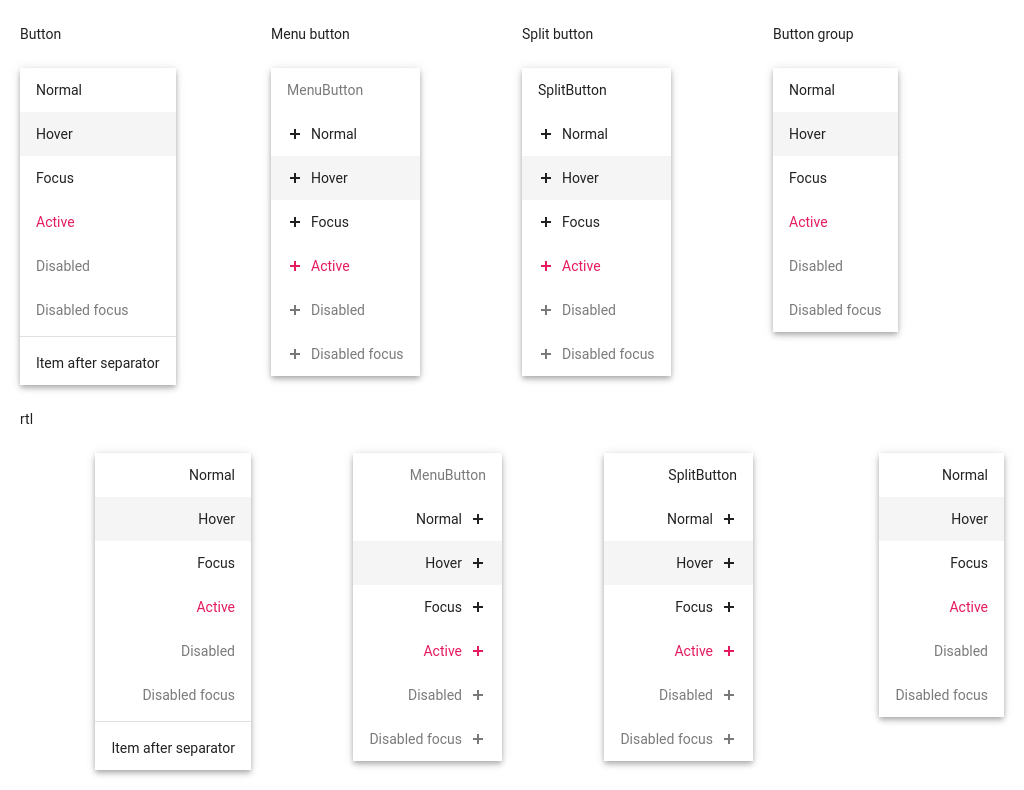 Button
Normal
Hover
Focus
Active
Disabled
Disabled focus
Item after separator
Menu button
MenuButton
Normal
Hover
Focus
Active
Disabled
Disabled focus
Split button
SplitButton
Normal
Hover
Focus
Active
Disabled
Disabled focus
Button group
Normal
Hover
Focus
Active
Disabled
Disabled focus
rtl
Normal
Hover
Focus
Active
Disabled
Disabled focus
Item after separator
MenuButton
Normal
Hover
Focus
Active
Disabled
Disabled focus
SplitButton
Normal
Hover
Focus
Active
Disabled
Disabled focus
Normal
Hover
Focus
Active
Disabled
Disabled focus